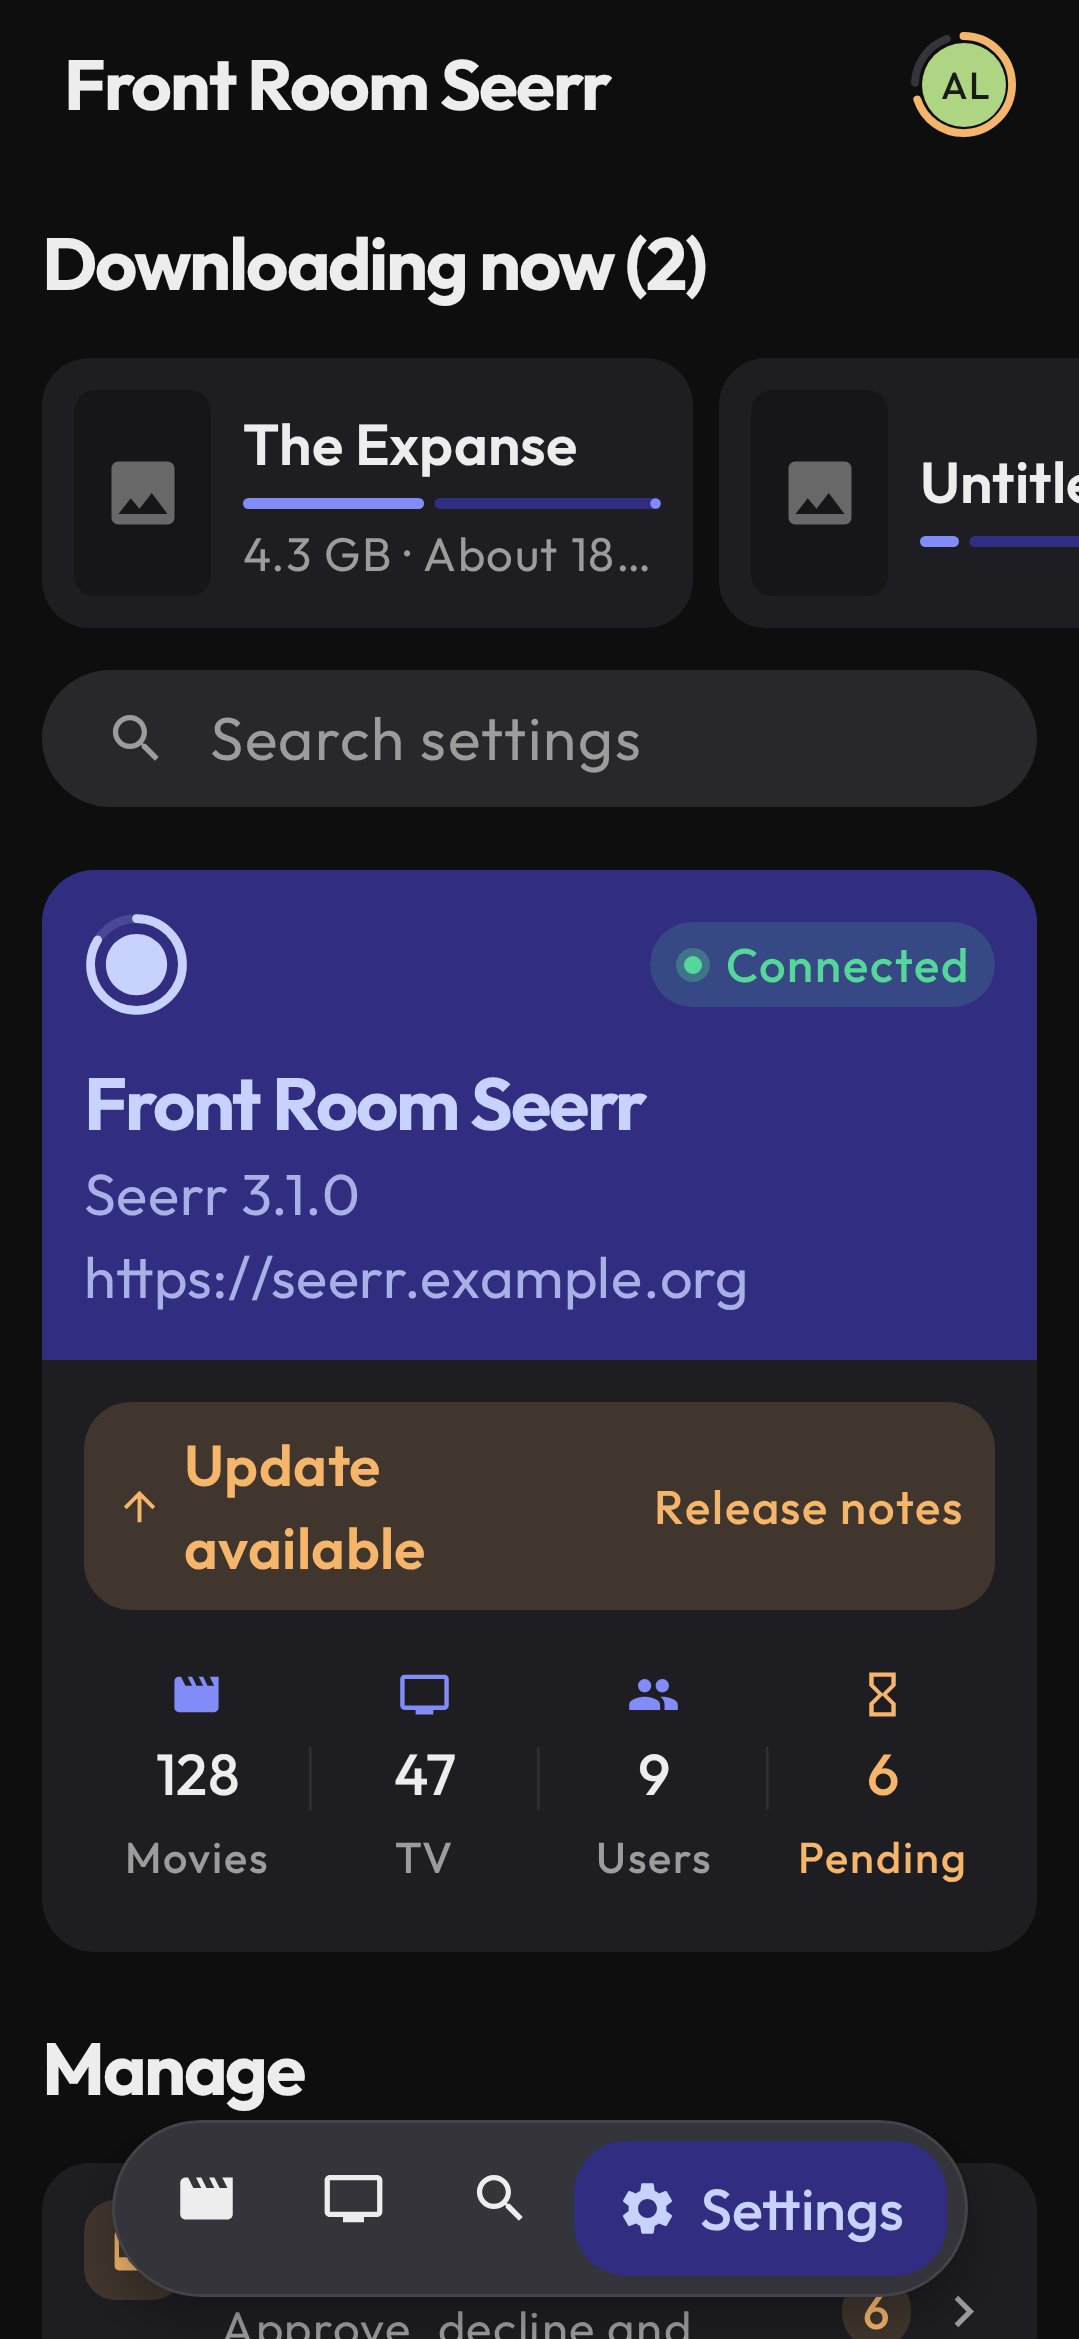 Front Room Seerr
AL
Downloading now (2)
The Expanse
4.3 GB · About 18...
Untitle
Search settings
Connected
Front Room Seerr
Seerr 3.1.0
https://seerr.example.org
Update
available
Release notes
128
47
9
6
Movies
TV
Users
Pending
Manage
Settings
Approve, decline and
6